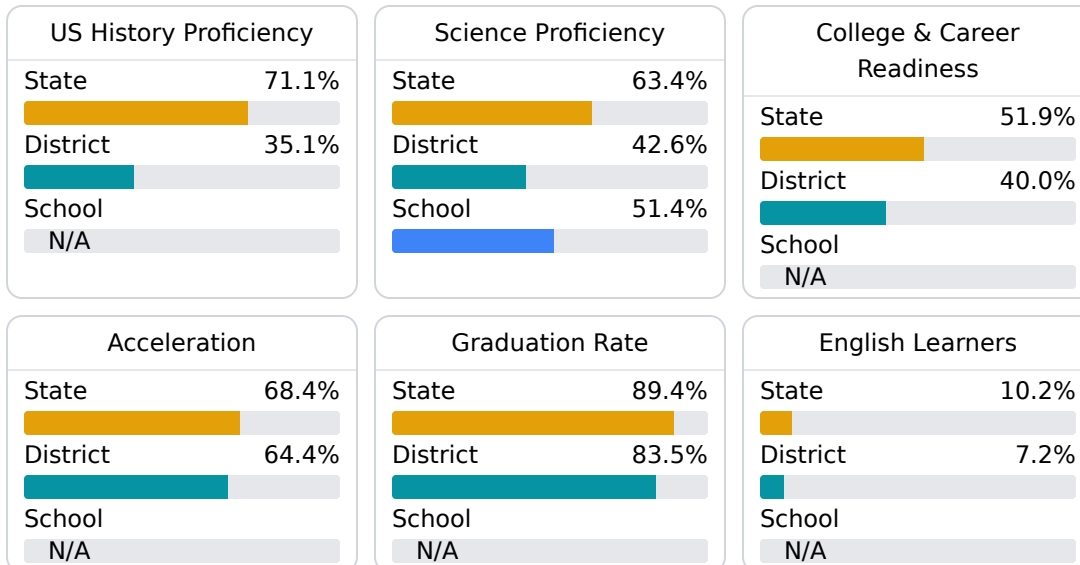 US History Proficiency
State 71.1%
District 35.1%
School
N/A
Science Proficiency
State 63.4%
District 42.6%
School 51.4%
College & Career
Readiness
State 51.9%
District 40.0%
School
N/A
Acceleration
State 68.4%
District 64.4%
School
N/A
Graduation Rate
State 89.4%
District 83.5%
School
N/A
English Learners
State 10.2%
District 7.2%
School
N/A